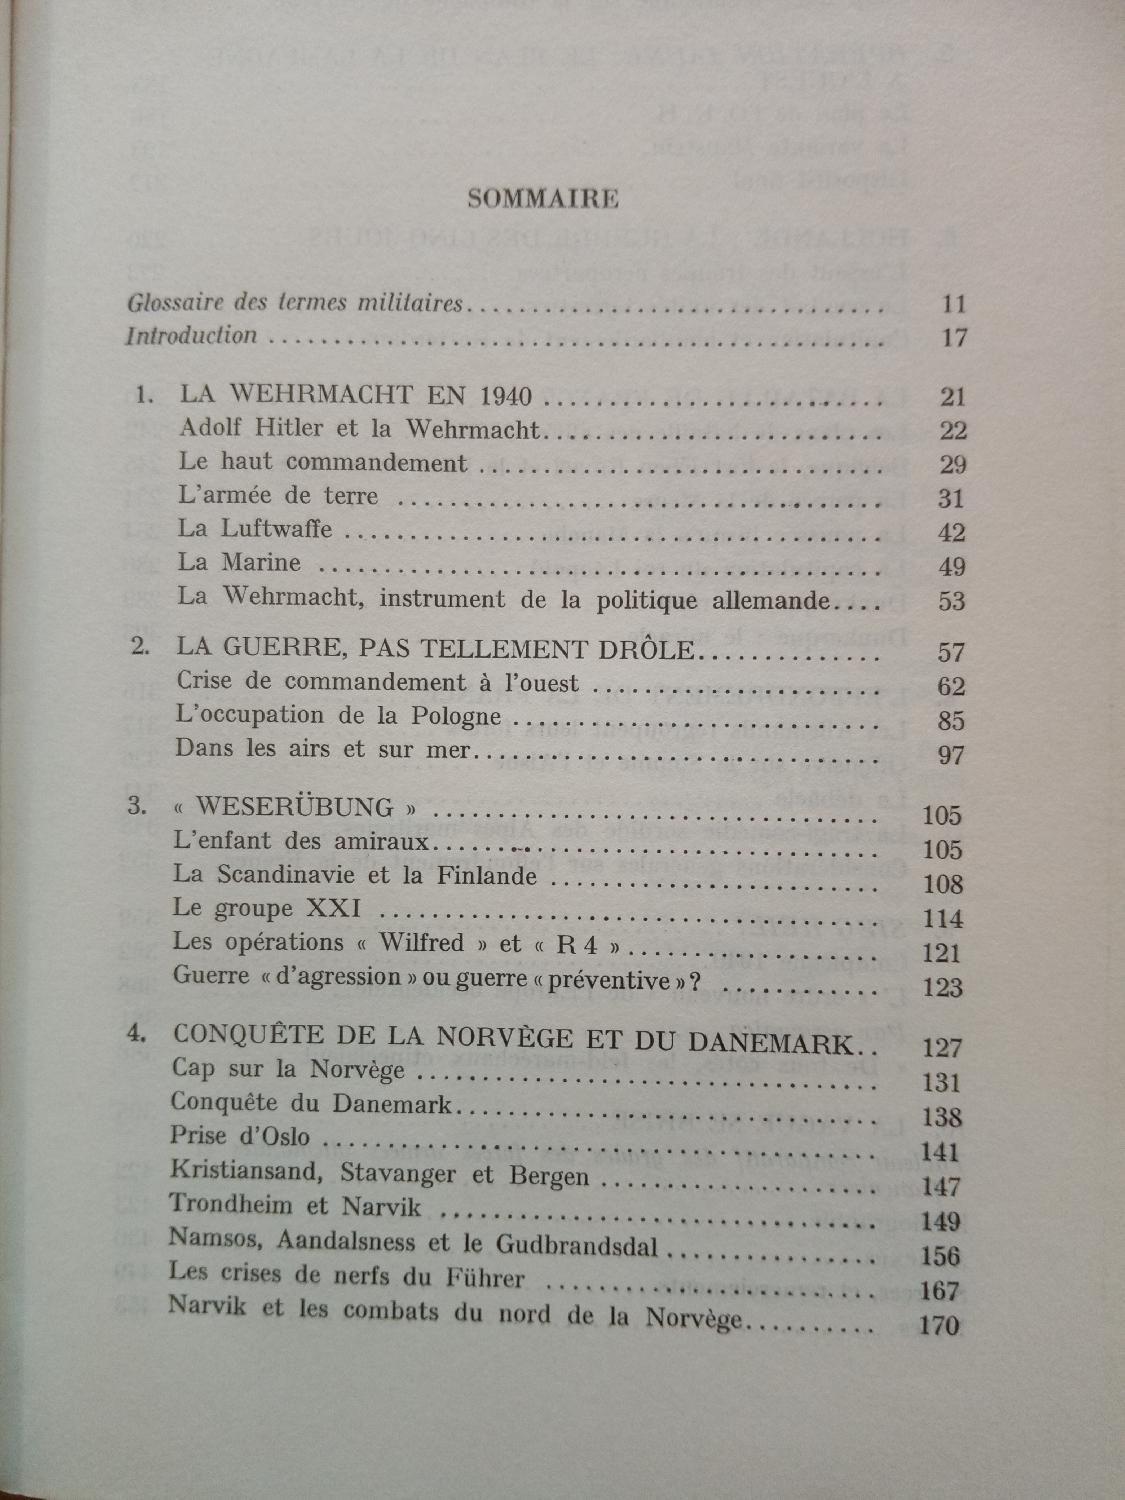 SOMMAIRE
Glossaire des termes militaires................................ 11
Introduction ............................................... 17
1. LA WEHRMACHT EN 1940 .......................... 21
Adolf Hitler et la Wehrmacht.......................... 22
Le haut commandement ............................... 29
L'armée de terre ..................................... 31
La Luftwaffe ......................................... 42
La Marine ........................................... 49
La Wehrmacht, instrument de la politique allemande.... 53
2. LA GUERRE, PAS TELLEMENT DRÔLE.............. 57
Crise de commandement à l'ouest ...................... 62
L'occupation de la Pologne ............................ 85
Dans les airs et sur mer............................... 97
3. « WESERÜBUNG » .................................. 105
L'enfant des amiraux.................................. 105
La Scandinavie et la Finlande ......................... 108
Le groupe XXI ...................................... 114
Les opérations « Wilfred » et « R 4 »................... 121
Guerre « d'agression » ou guerre « préventive » ? ............ 123
4. CONQUÊTE DE LA NORVÈGE ET DU DANEMARK.. 127
Cap sur la Norvège ................................... 131
Conquête du Danemark................................ 138
Prise d'Oslo .......................................... 141
Kristiansand, Stavanger et Bergen ..................... 147
Trondheim et Narvik ................................. 149
Namsos, Aandalsness et le Gudbrandsdal ................ 156
Les crises de nerfs du Führer ......................... 167
Narvik et les combats du nord de la Norvège.......... 170